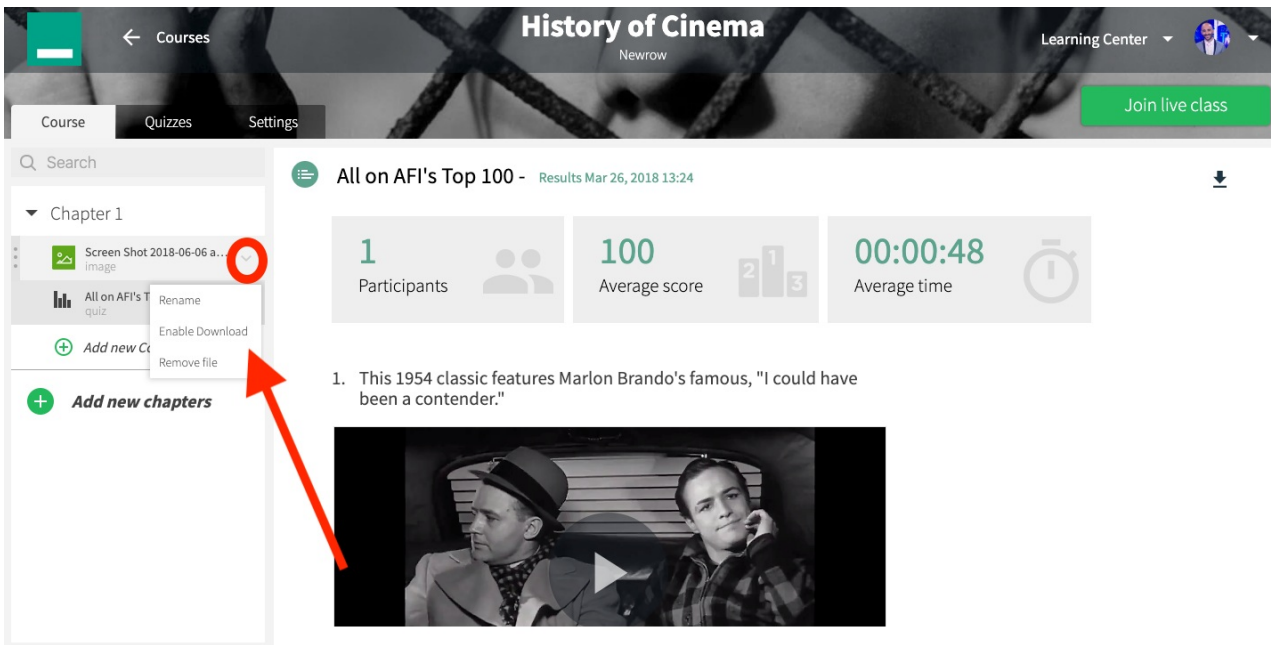 Courses
History of Cinema
Newrow
Learning Center
Join live class
Course
Quizzes
Settings
Search
All on AFI's Top 100 - Results Mar 26, 2018 13:24
Chapter 1
Screen Shot 2018-06-06 a...
image
All on AFI's T
quiz
Rename
Enable Download
Remove file
Add new Co
Add new chapters
1
Participants
100
Average score
2 1 3
00:00:48
Average time
1. This 1954 classic features Marlon Brando's famous, "I could have
been a contender."